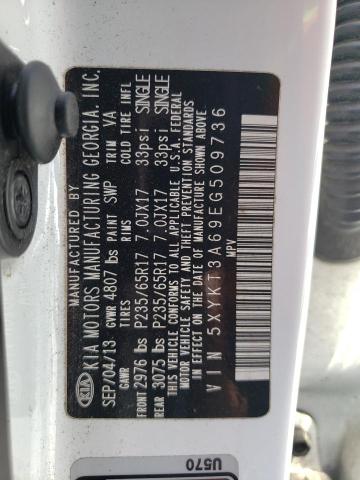 KIA
MANUFACTURED BY
KIA MOTORS MANUFACTURING GEORGIA, INC.
SEP/04/13 GVWR 4807 lbs PAINT SWP TRIM VA
GAWR TIRES RIMS COLD TIRE INFL
FRONT 2976 lbs P235/65R17 7.0JX17 33psi SINGLE
REAR 3075 lbs P235/65R17 7.0JX17 33psi SINGLE
THIS VEHICLE CONFORMS TO ALL APPLICABLE U.S.A. FEDERAL
MOTOR VEHICLE SAFETY AND THEFT PREVENTION STANDARDS
IN EFFECT ON THE DATE OF MANUFACTURE SHOWN ABOVE.
VIN 5XYKT3A69EG509736
MPV
U570